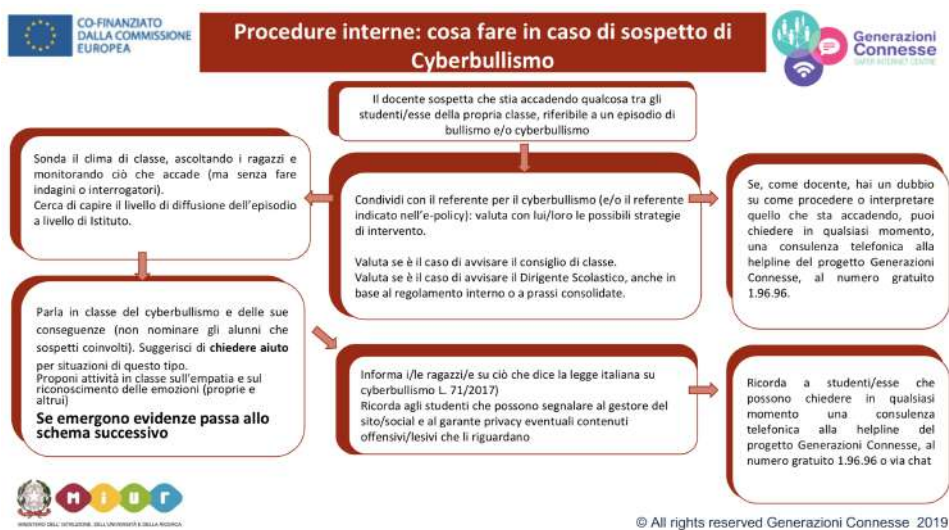 CO-FINANZIATO
DALLA COMMISSIONE
EUROPEA
Procedure interne: cosa fare in caso di sospetto di
Cyberbullismo
Generazioni
Connesse
SAFER INTERNET CENTRE
Il docente sospetta che stia accadendo qualcosa tra gli
studenti/esse della propria classe, riferibile a un episodio di
bullismo e/o cyberbullismo
Sonda il clima di classe, ascoltando i ragazzi e
monitorando ciò che accade (ma senza fare
indagini o interrogatori).
Cerca di capire il livello di diffusione dell'episodio
a livello di Istituto.
Condividi con il referente per il cyberbullismo (e/o il referente
indicato nell'e-policy): valuta con lui/loro le possibili strategie
di intervento.
Valuta se è il caso di avvisare il consiglio di classe.
Valuta se è il caso di avvisare il Dirigente Scolastico, anche in
base al regolamento interno o a prassi consolidate.
Se, come docente, hai un dubbio
su come procedere o interpretare
quello che sta accadendo, puoi
chiedere in qualsiasi momento,
una consulenza telefonica alla
helpline del progetto Generazioni
Connesse, al numero gratuito
1.96.96.
Parla in classe del cyberbullismo e delle sue
conseguenze (non nominare gli alunni che
sospetti coinvolti). Suggerisci di chiedere aiuto
per situazioni di questo tipo.
Proponi attività in classe sull'empatia e sul
riconoscimento delle emozioni (proprie e
altrui)
Se emergono evidenze passa allo
schema successivo
Informa i/le ragazzi/e su ciò che dice la legge italiana su
cyberbullismo L. 71/2017)
Ricorda agli studenti che possono segnalare al gestore del
sito/social e al garante privacy eventuali contenuti
offensivi/lesivi che li riguardano
Ricorda a studenti/esse che
possono chiedere in qualsiasi
momento una consulenza
telefonica alla helpline del
progetto Generazioni Connesse, al
numero gratuito 1.96.96 o via chat
miur
MINISTERO DELL'ISTRUZIONE, DELL'UNIVERSITÀ E DELLA RICERCA
© All rights reserved Generazioni Connesse 2019